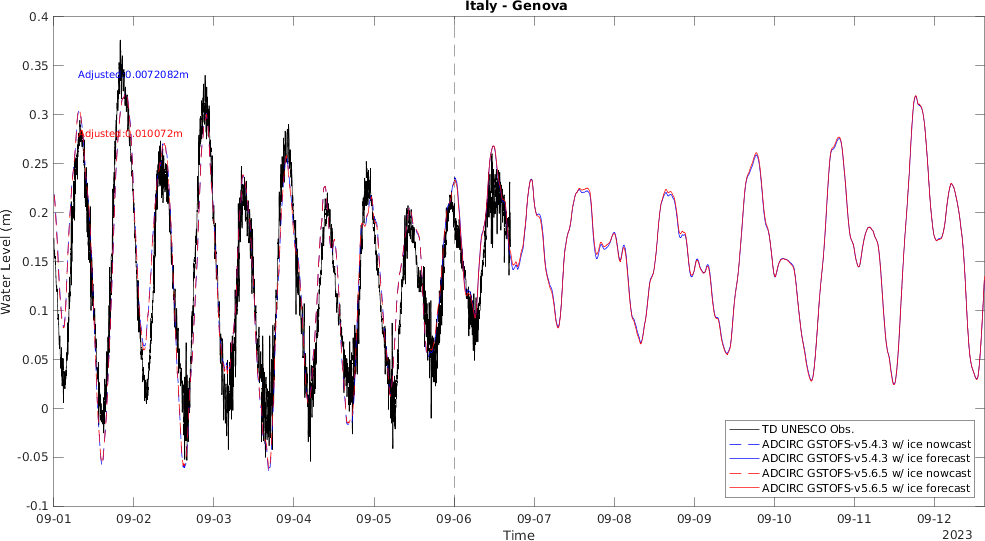 Italy - Genova
Water Level (m)
0.4
0.35
0.3
0.25
0.2
0.15
0.1
0.05
0
-0.05
-0.1
Adjusted:0.0072082m
Adjusted:0.010072m
TD UNESCO Obs.
ADCIRC GSTOFS-v5.4.3 w/ ice nowcast
ADCIRC GSTOFS-v5.4.3 w/ ice forecast
ADCIRC GSTOFS-v5.6.5 w/ ice nowcast
ADCIRC GSTOFS-v5.6.5 w/ ice forecast
09-01 09-02 09-03 09-04 09-05 09-06 09-07 09-08 09-09 09-10 09-11 09-12
Time
2023